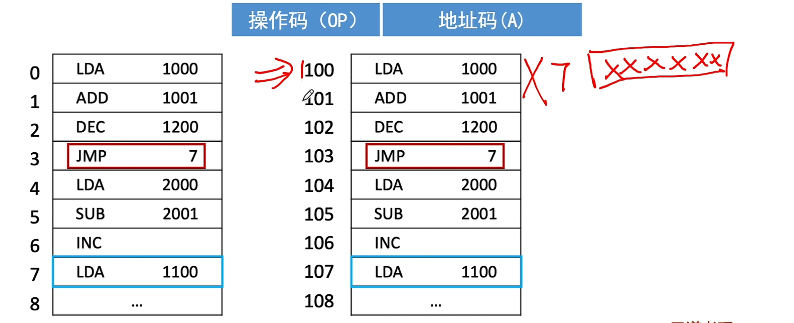 操作码（OP） 地址码(A)
0 LDA 1000 100 LDA 1000 X7 XXXXXX
1 ADD 1001 101 ADD 1001
2 DEC 1200 102 DEC 1200
3 JMP 7 103 JMP 7
4 LDA 2000 104 LDA 2000
5 SUB 2001 105 SUB 2001
6 INC 106 INC
7 LDA 1100 107 LDA 1100
8 ... 108 ...